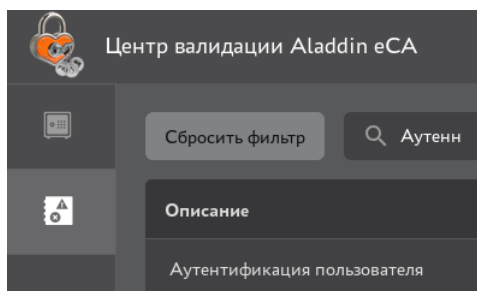 Центр валидации Aladdin eCA
Сбросить фильтр
Аутенн
Описание
Аутентификация пользователя